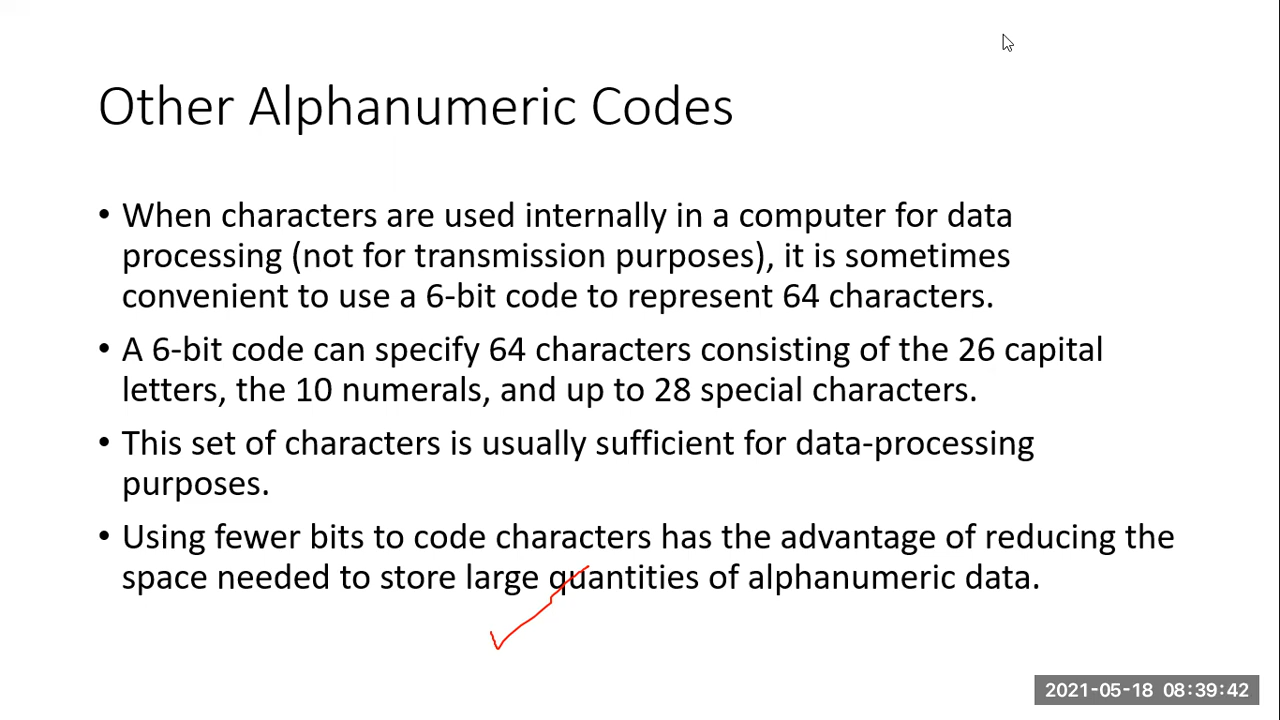 Other Alphanumeric Codes
• When characters are used internally in a computer for data
processing (not for transmission purposes), it is sometimes
convenient to use a 6-bit code to represent 64 characters.
• A 6-bit code can specify 64 characters consisting of the 26 capital
letters, the 10 numerals, and up to 28 special characters.
• This set of characters is usually sufficient for data-processing
purposes.
• Using fewer bits to code characters has the advantage of reducing the
space needed to store large quantities of alphanumeric data.
2021-05-18 08:39:42